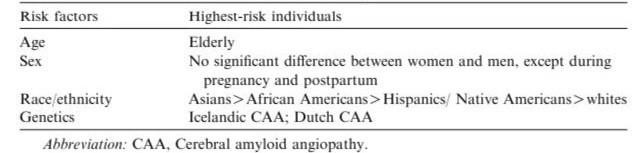 Risk factors Highest-risk individuals
Age Elderly
Sex No significant difference between women and men, except during
pregnancy and postpartum
Race/ethnicity Asians>African Americans>Hispanics/ Native Americans>whites
Genetics Icelandic CAA; Dutch CAA
Abbreviation: CAA, Cerebral amyloid angiopathy.